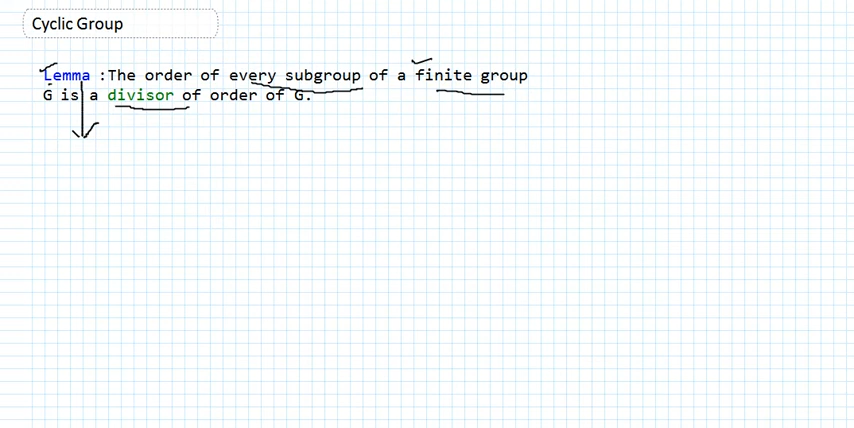 Cyclic Group
Lemma :The order of every subgroup of a finite group
G is a divisor of order of G.